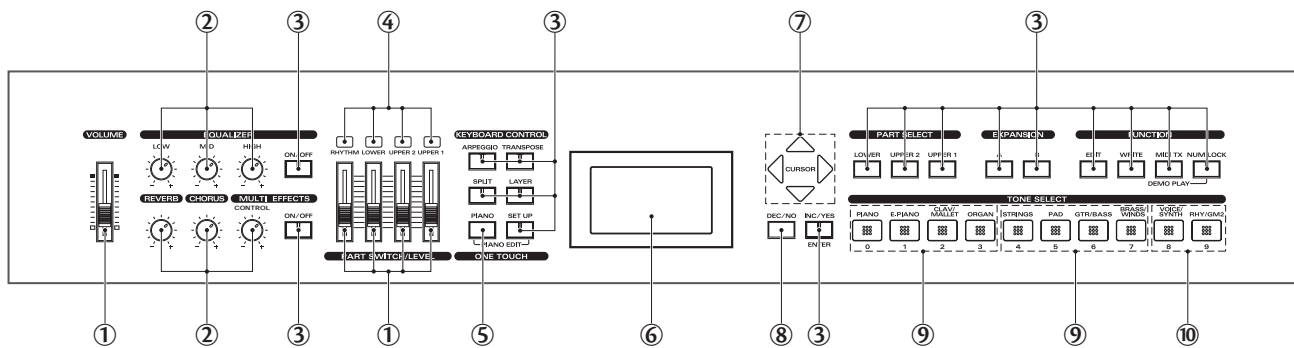 ② ③ ④ ③ ⑦ ③
VOLUME
EQUALIZER
LOW MID HIGH
ON/OFF
- + - + - +
REVERB CHORUS MULTI EFFECTS
CONTROL
ON/OFF
- + - + - +
RHYTHM LOWER UPPER 2 UPPER 1
PART SWITCH/LEVEL
KEYBOARD CONTROL
ARPEGGIO TRANSPOSE
SPLIT LAYER
PIANO SET UP
PIANO EDIT
ONE TOUCH
CURSOR
DEC/NO INC/YES
ENTER
PART SELECT
LOWER UPPER 2 UPPER 1
EXPANSION
A B
FUNCTION
EDIT WRITE MIDI TX NUM LOCK
DEMO PLAY
TONE SELECT
PIANO E.PIANO CLAV/
MALLET ORGAN STRINGS PAD GTR/BASS BRASS/
WINDS VOICE/
SYNTH RHY/GM2
0 1 2 3 4 5 6 7 8 9
① ② ③ ① ⑤ ⑥ ⑧ ③ ⑨ ⑨ ⑩